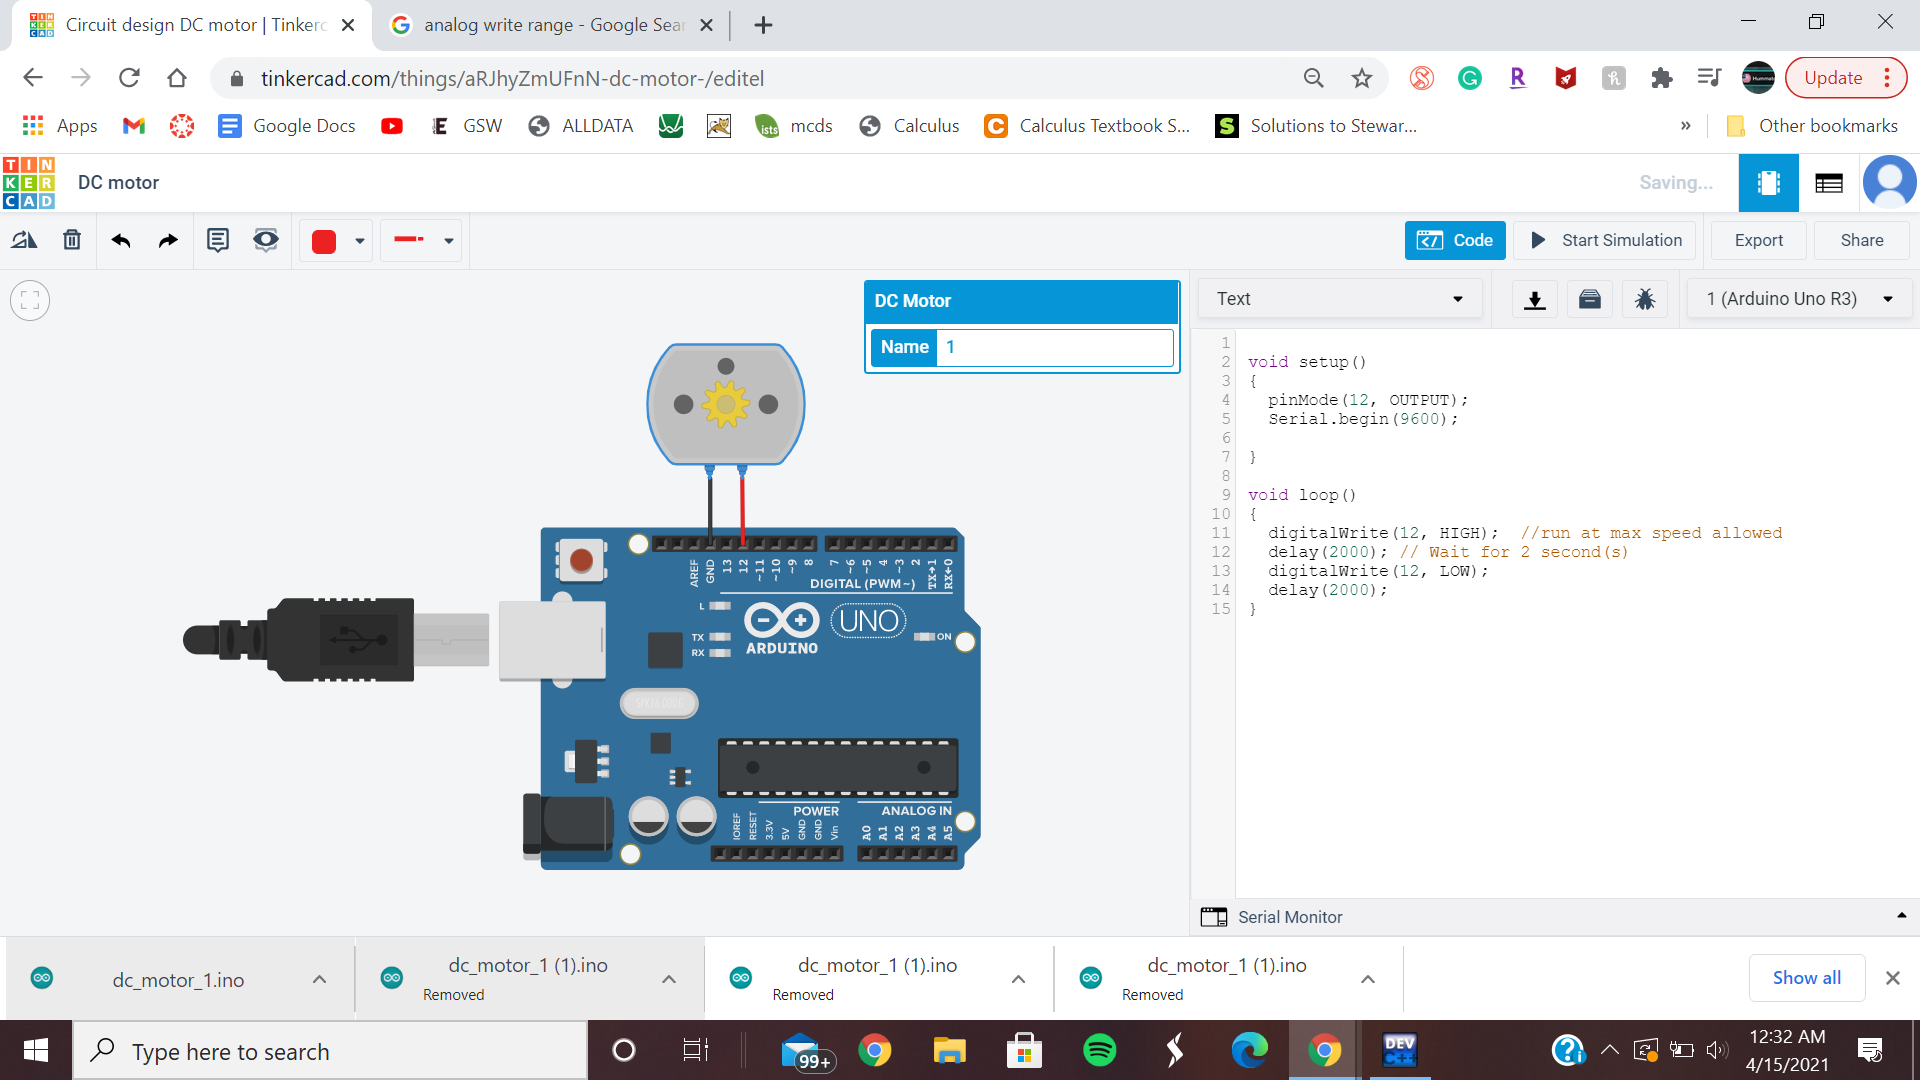 Circuit design DC motor | Tinkerc
analog write range - Google Sear
tinkercad.com/things/aRJhyZmUFnN-dc-motor-/editel
Update
Apps
Google Docs
GSW
ALLDATA
mcds
Calculus
Calculus Textbook S...
Solutions to Stewar...
»
Other bookmarks
TIN
KER
CAD
DC motor
Saving...
Code
Start Simulation
Export
Share
DC Motor
Name 1
Text
1 (Arduino Uno R3)
1
2 void setup()
3 {
4 pinMode(12, OUTPUT);
5 Serial.begin(9600);
6
7 }
8
9 void loop()
10 {
11 digitalWrite(12, HIGH); //run at max speed allowed
12 delay(2000); // Wait for 2 second(s)
13 digitalWrite(12, LOW);
14 delay(2000);
15 }
AREF
GND
13
12
~11
~10
~9
8
7
~6
~5
4
~3
2
TX→1
RX←0
DIGITAL (PWM~)
L
TX
RX
ARDUINO
UNO
ON
POWER
ANALOG IN
IOREF
RESET
3.3V
5V
GND
GND
Vin
A0
A1
A2
A3
A4
A5
Serial Monitor
dc_motor_1.ino
dc_motor_1 (1).ino
Removed
dc_motor_1 (1).ino
Removed
dc_motor_1 (1).ino
Removed
Show all
Type here to search
99+
DEV
C++
12:32 AM
4/15/2021